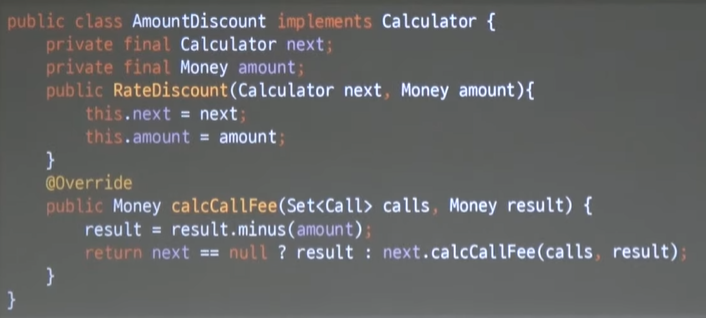 public class AmountDiscount implements Calculator {
    private final Calculator next;
    private final Money amount;
    public RateDiscount(Calculator next, Money amount){
        this.next = next;
        this.amount = amount;
    }
    @Override
    public Money calcCallFee(Set<Call> calls, Money result) {
        result = result.minus(amount);
        return next == null ? result : next.calcCallFee(calls, result);
    }
}